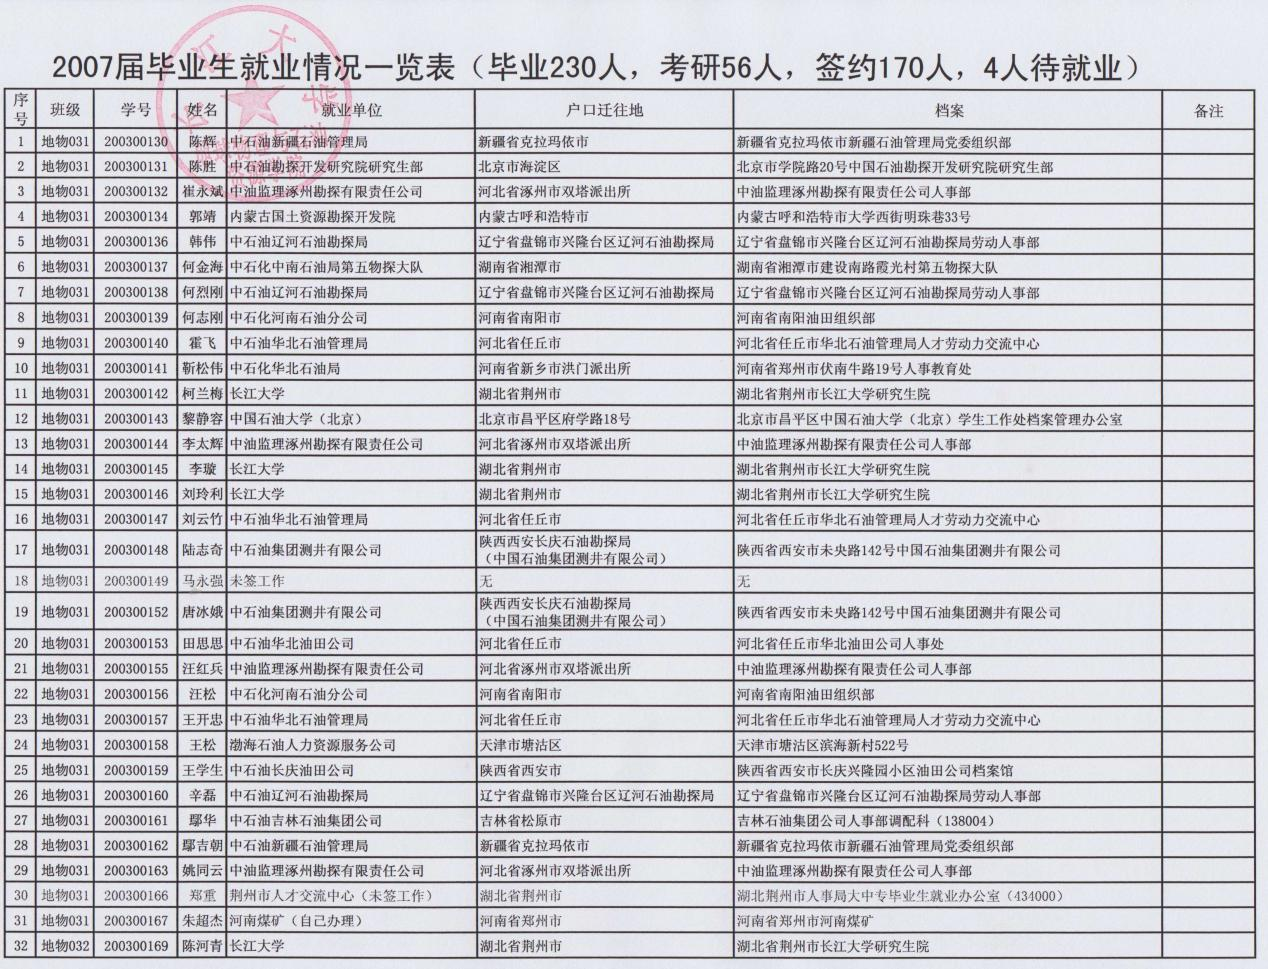 2007届毕业生就业情况一览表（毕业230人，考研56人，签约170人，4人待就业）
序号 班级 学号 姓名 就业单位 户口迁往地 档案 备注
1 地物031 200300130 陈辉 中石油新疆石油管理局 新疆省克拉玛依市 新疆省克拉玛依市新疆石油管理局党委组织部
2 地物031 200300131 陈胜 中石油勘探开发研究院研究生部 北京市海淀区 北京市学院路20号中国石油勘探开发研究院研究生部
3 地物031 200300132 崔永斌 中油监理涿州勘探有限责任公司 河北省涿州市双塔派出所 中油监理涿州勘探有限责任公司人事部
4 地物031 200300134 郭靖 内蒙古国土资源勘探开发院 内蒙古呼和浩特市 内蒙古呼和浩特市大学西街明珠巷33号
5 地物031 200300136 韩伟 中石油辽河石油勘探局 辽宁省盘锦市兴隆台区辽河石油勘探局 辽宁省盘锦市兴隆台区辽河石油勘探局劳动人事部
6 地物031 200300137 何金海 中石化中南石油局第五物探大队 湖南省湘潭市 湖南省湘潭市建设南路霞光村第五物探大队
7 地物031 200300138 何烈刚 中石油辽河石油勘探局 辽宁省盘锦市兴隆台区辽河石油勘探局 辽宁省盘锦市兴隆台区辽河石油勘探局劳动人事部
8 地物031 200300139 何志刚 中石化河南石油分公司 河南省南阳市 河南省南阳油田组织部
9 地物031 200300140 霍飞 中石油华北石油管理局 河北省任丘市 河北省任丘市华北石油管理局人才劳动力交流中心
10 地物031 200300141 靳松伟 中石化华北石油局 河南省新乡市洪门派出所 河南省郑州市伏南牛路19号人事教育处
11 地物031 200300142 柯兰梅 长江大学 湖北省荆州市 湖北省荆州市长江大学研究生院
12 地物031 200300143 黎静容 中国石油大学（北京） 北京市昌平区府学路18号 北京市昌平区中国石油大学（北京）学生工作处档案管理办公室
13 地物031 200300144 李太辉 中油监理涿州勘探有限责任公司 河北省涿州市双塔派出所 中油监理涿州勘探有限责任公司人事部
14 地物031 200300145 李璇 长江大学 湖北省荆州市 湖北省荆州市长江大学研究生院
15 地物031 200300146 刘玲利 长江大学 湖北省荆州市 湖北省荆州市长江大学研究生院
16 地物031 200300147 刘云竹 中石油华北石油管理局 河北省任丘市 河北省任丘市华北石油管理局人才劳动力交流中心
17 地物031 200300148 陆志奇 中石油集团测井有限公司 陕西西安长庆石油勘探局 陕西省西安市未央路142号中国石油集团测井有限公司
（中国石油集团测井有限公司）
18 地物031 200300149 马永强 未签工作 无 无
19 地物031 200300152 唐冰娥 中石油集团测井有限公司 陕西西安长庆石油勘探局 陕西省西安市未央路142号中国石油集团测井有限公司
（中国石油集团测井有限公司）
20 地物031 200300153 田思思 中石油华北油田公司 河北省任丘市 河北省任丘市华北油田公司人事处
21 地物031 200300155 汪红兵 中油监理涿州勘探有限责任公司 河北省涿州市双塔派出所 中油监理涿州勘探有限责任公司人事部
22 地物031 200300156 汪松 中石化河南石油分公司 河南省南阳市 河南省南阳油田组织部
23 地物031 200300157 王开忠 中石油华北石油管理局 河北省任丘市 河北省任丘市华北石油管理局人才劳动力交流中心
24 地物031 200300158 王松 渤海石油人力资源服务公司 天津市塘沽区 天津市塘沽区滨海新村522号
25 地物031 200300159 王学生 中石油长庆油田公司 陕西省西安市 陕西省西安市长庆兴隆园小区油田公司档案馆
26 地物031 200300160 辛磊 中石油辽河石油勘探局 辽宁省盘锦市兴隆台区辽河石油勘探局 辽宁省盘锦市兴隆台区辽河石油勘探局劳动人事部
27 地物031 200300161 鄢华 中石油吉林石油集团公司 吉林省松原市 吉林石油集团公司人事部调配科（138004）
28 地物031 200300162 鄢吉朝 中石油新疆石油管理局 新疆省克拉玛依市 新疆省克拉玛依市新疆石油管理局党委组织部
29 地物031 200300163 姚同云 中油监理涿州勘探有限责任公司 河北省涿州市双塔派出所 中油监理涿州勘探有限责任公司人事部
30 地物031 200300166 郑重 荆州市人才交流中心（未签工作） 湖北省荆州市 湖北荆州市人事局大中专毕业生就业办公室（434000）
31 地物031 200300167 朱超杰 河南煤矿（自己办理） 河南省郑州市 河南省郑州市河南煤矿
32 地物032 200300169 陈河青 长江大学 湖北省荆州市 湖北省荆州市长江大学研究生院